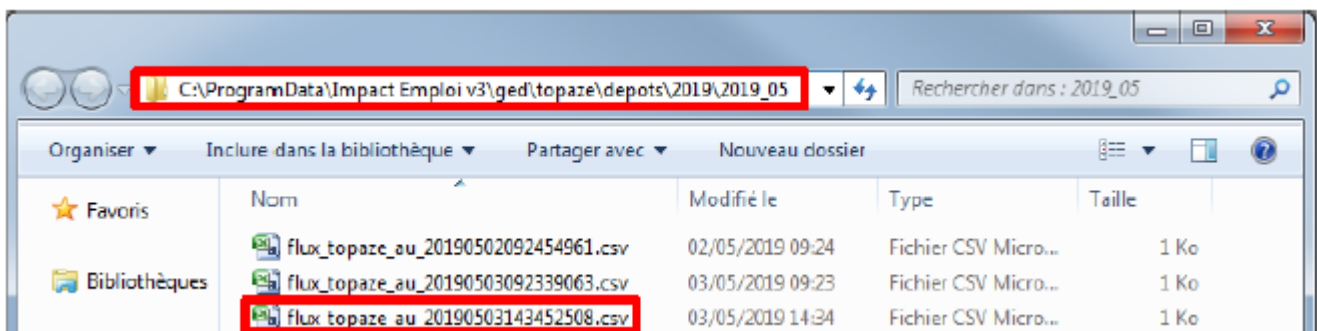 C:\ProgramData\Impact Emploi v3\ged\topaze\depots\2019\2019_05 Rechercher dans : 2019_05
Organiser Inclure dans la bibliothèque Partager avec Nouveau dossier
Favoris Nom Modifié le Type Taille
flux_topaze_au_20190502092454961.csv 02/05/2019 09:24 Fichier CSV Micro... 1 Ko
Bibliothèques flux_topaze_au_20190503092339063.csv 03/05/2019 09:23 Fichier CSV Micro... 1 Ko
flux_topaze_au_20190503143452508.csv 03/05/2019 14:34 Fichier CSV Micro... 1 Ko